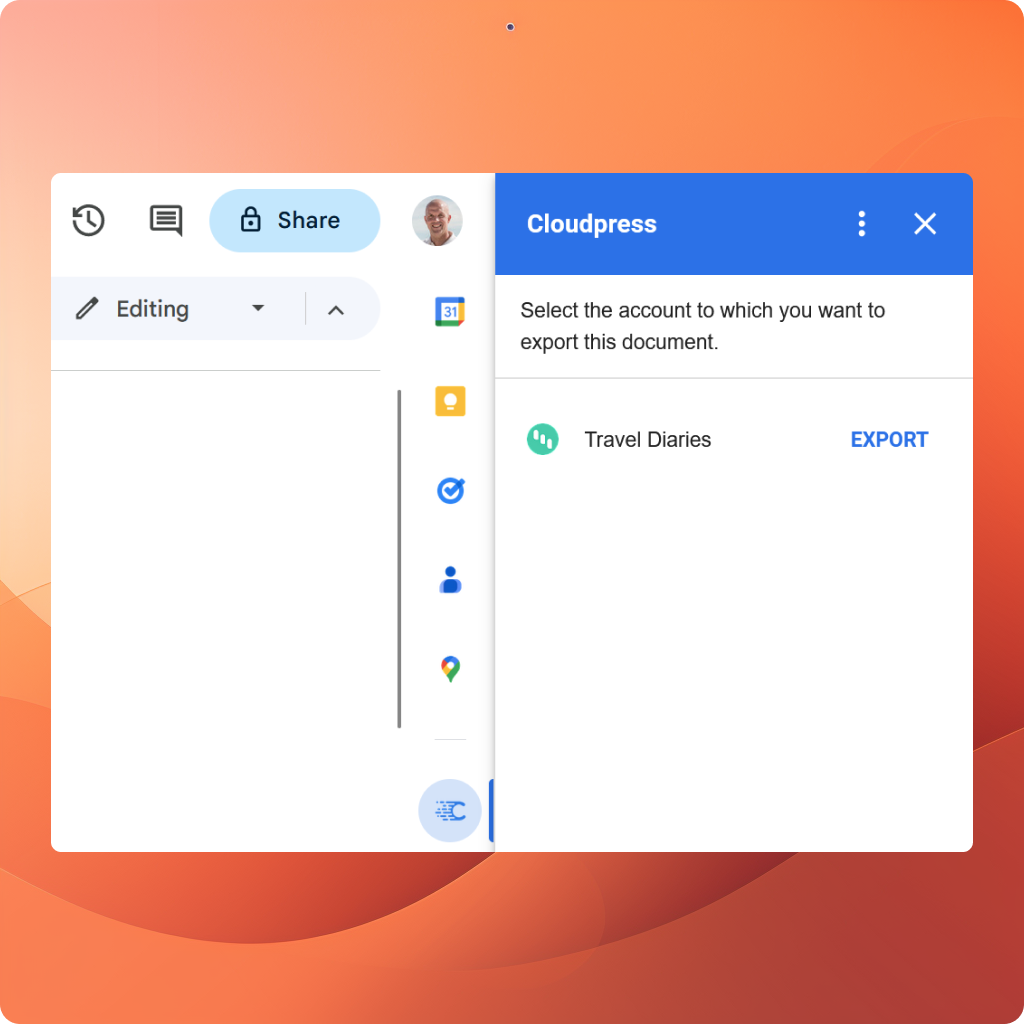 Share
Editing
31
Cloudpress
Select the account to which you want to
export this document.
Travel Diaries
EXPORT